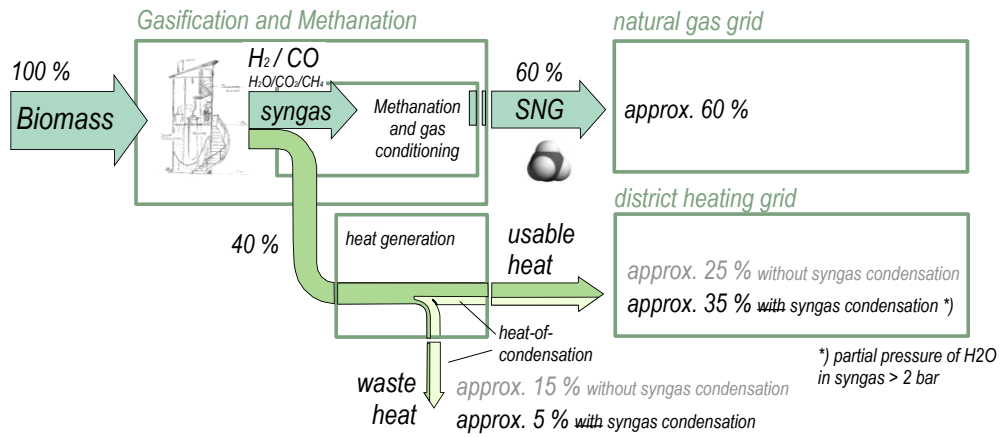 Gasification and Methanation
natural gas grid
100 %
Biomass
H₂ / CO
H₂O/CO₂/CH₄
syngas
Methanation
and gas
conditioning
60 %
SNG
approx. 60 %
district heating grid
40 %
heat generation
usable
heat
approx. 25 % without syngas condensation
approx. 35 % with syngas condensation *)
heat-of-
condensation
*) partial pressure of H2O
in syngas > 2 bar
waste
heat
approx. 15 % without syngas condensation
approx. 5 % with syngas condensation